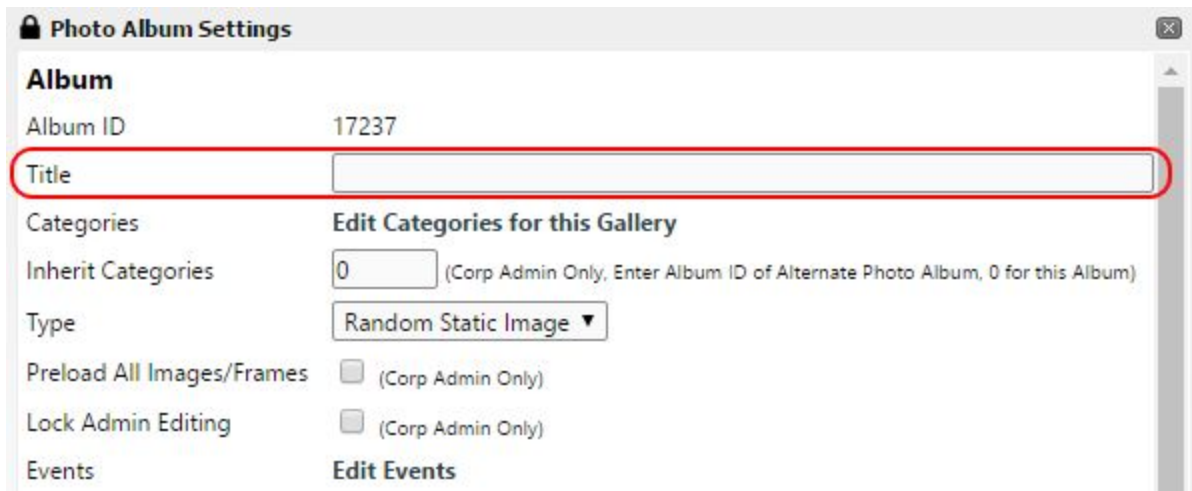 Photo Album Settings
Album
Album ID 17237
Title
Categories Edit Categories for this Gallery
Inherit Categories 0 (Corp Admin Only, Enter Album ID of Alternate Photo Album, 0 for this Album)
Type Random Static Image
Preload All Images/Frames (Corp Admin Only)
Lock Admin Editing (Corp Admin Only)
Events Edit Events